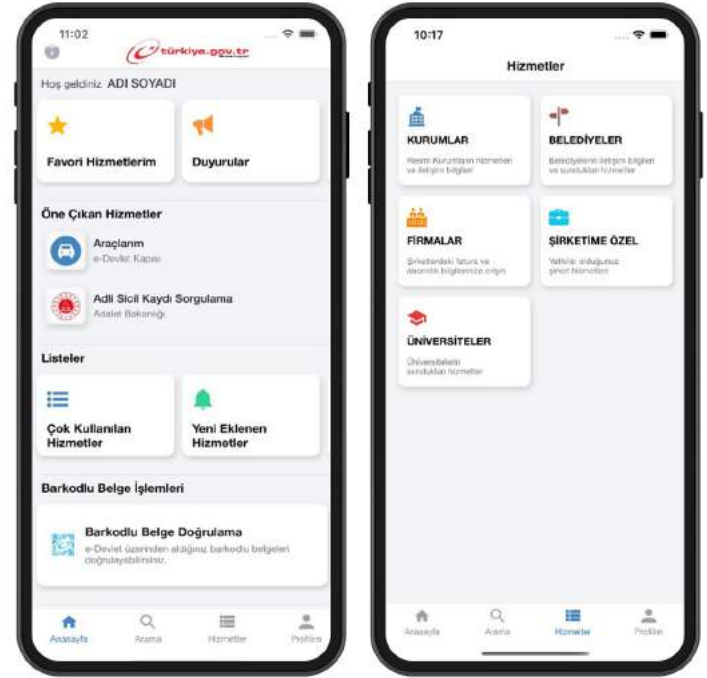 11:02
türkiye.gov.tr
Hoş geldiniz ADI SOYADI
Favori Hizmetlerim
Duyurular
Öne Çıkan Hizmetler
Araçlarım
e-Devlet Kapısı
Adli Sicil Kaydı Sorgulama
Adalet Bakanlığı
Listeler
Çok Kullanılan
Hizmetler
Yeni Eklenen
Hizmetler
Barkodlu Belge İşlemleri
Barkodlu Belge Doğrulama
e-Devlet üzerinden aldığınız barkodlu belgeleri
doğrulayabilirsiniz.
Anasayfa
Arama
Hizmetler
Profilim
10:17
Hizmetler
KURUMLAR
Resmi Kurumların hizmetleri
ve iletişim bilgileri
BELEDİYELER
Belediyelerin iletişim bilgileri
ve sundukları hizmetler
FİRMALAR
Şirketlerdeki fatura ve
abonelik bilgilerinize erişin
ŞİRKETİME ÖZEL
Yetkilisi olduğunuz
şirket hizmetleri
ÜNİVERSİTELER
Üniversitelerin
sundukları hizmetler
Anasayfa
Arama
Hizmetler
Profilim